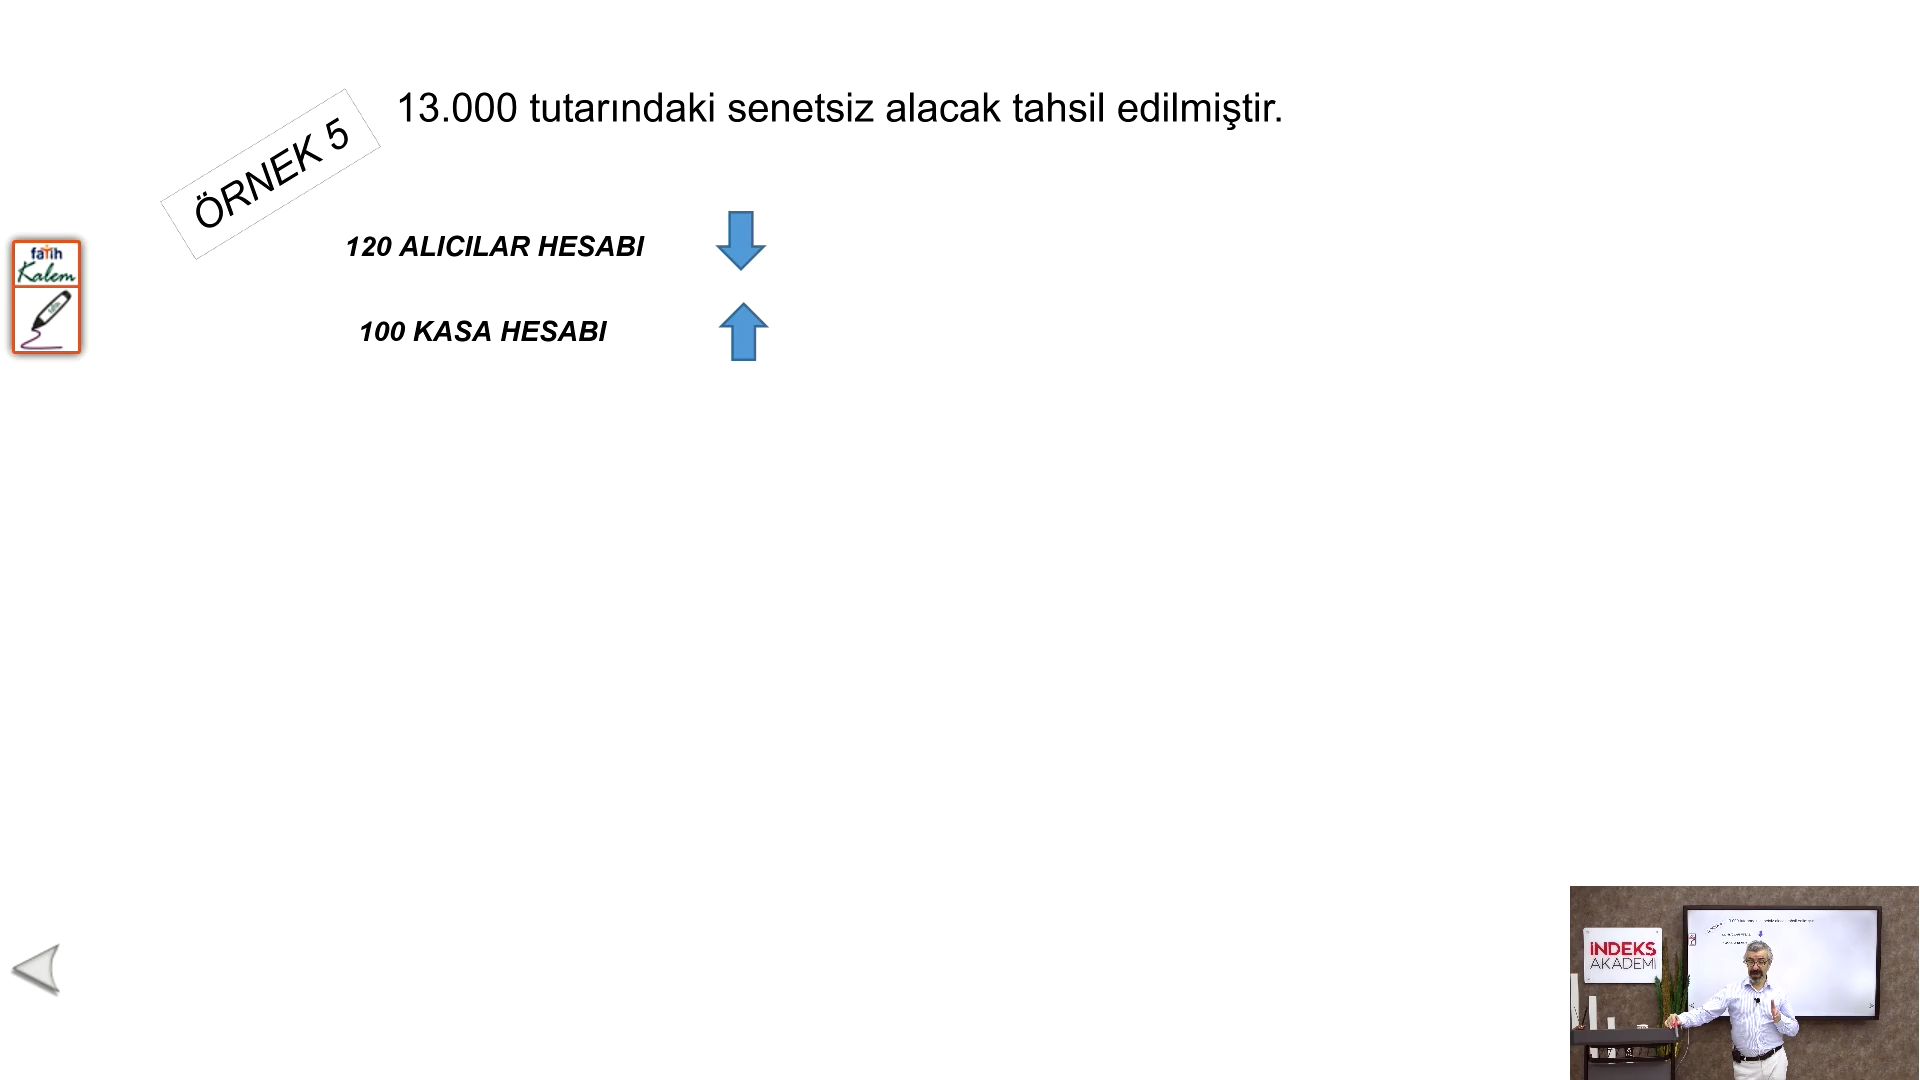 13.000 tutarındaki senetsiz alacak tahsil edilmiştir.
ÖRNEK 5
120 ALICILAR HESABI
100 KASA HESABI
fatih
Kalem
İNDEKS
AKADEMİ